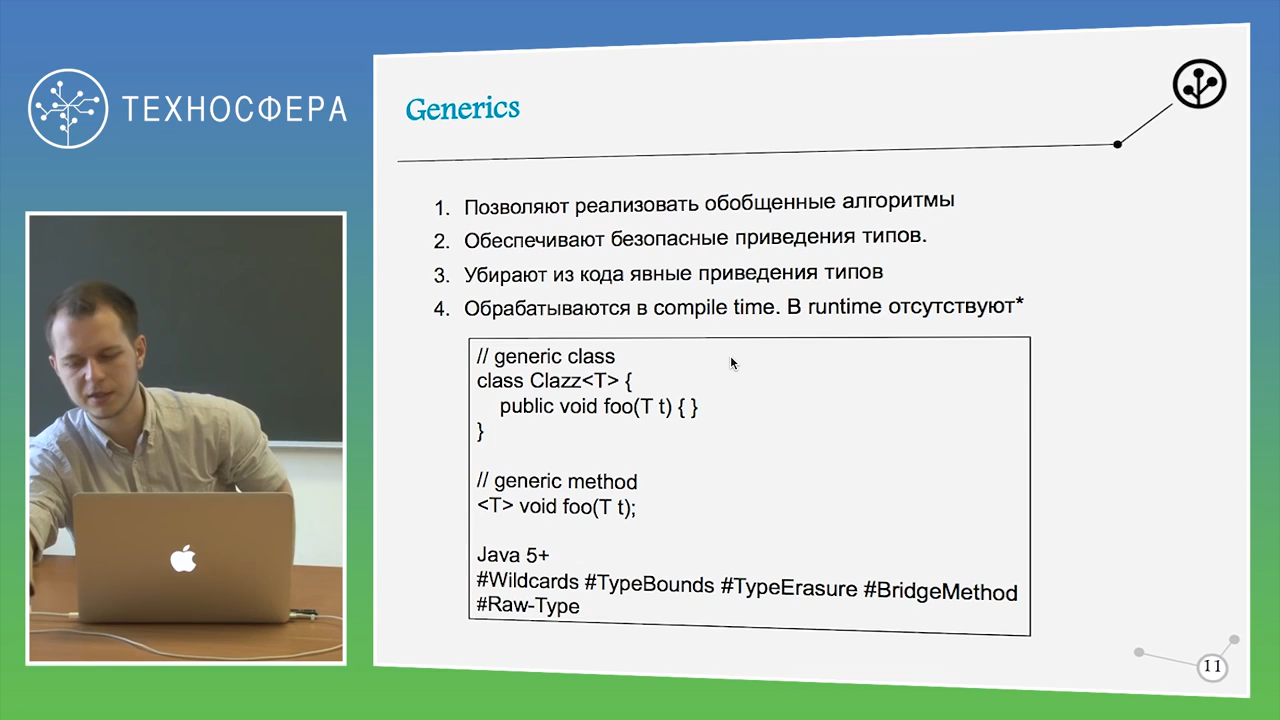 ТЕХНОСФЕРА
Generics
1. Позволяют реализовать обобщенные алгоритмы
2. Обеспечивают безопасные приведения типов.
3. Убирают из кода явные приведения типов
4. Обрабатываются в compile time. В runtime отсутствуют*
// generic class
class Clazz<T> {
public void foo(T t) { }
}
// generic method
<T> void foo(T t);
Java 5+
#Wildcards #TypeBounds #TypeErasure #BridgeMethod
#Raw-Type
11